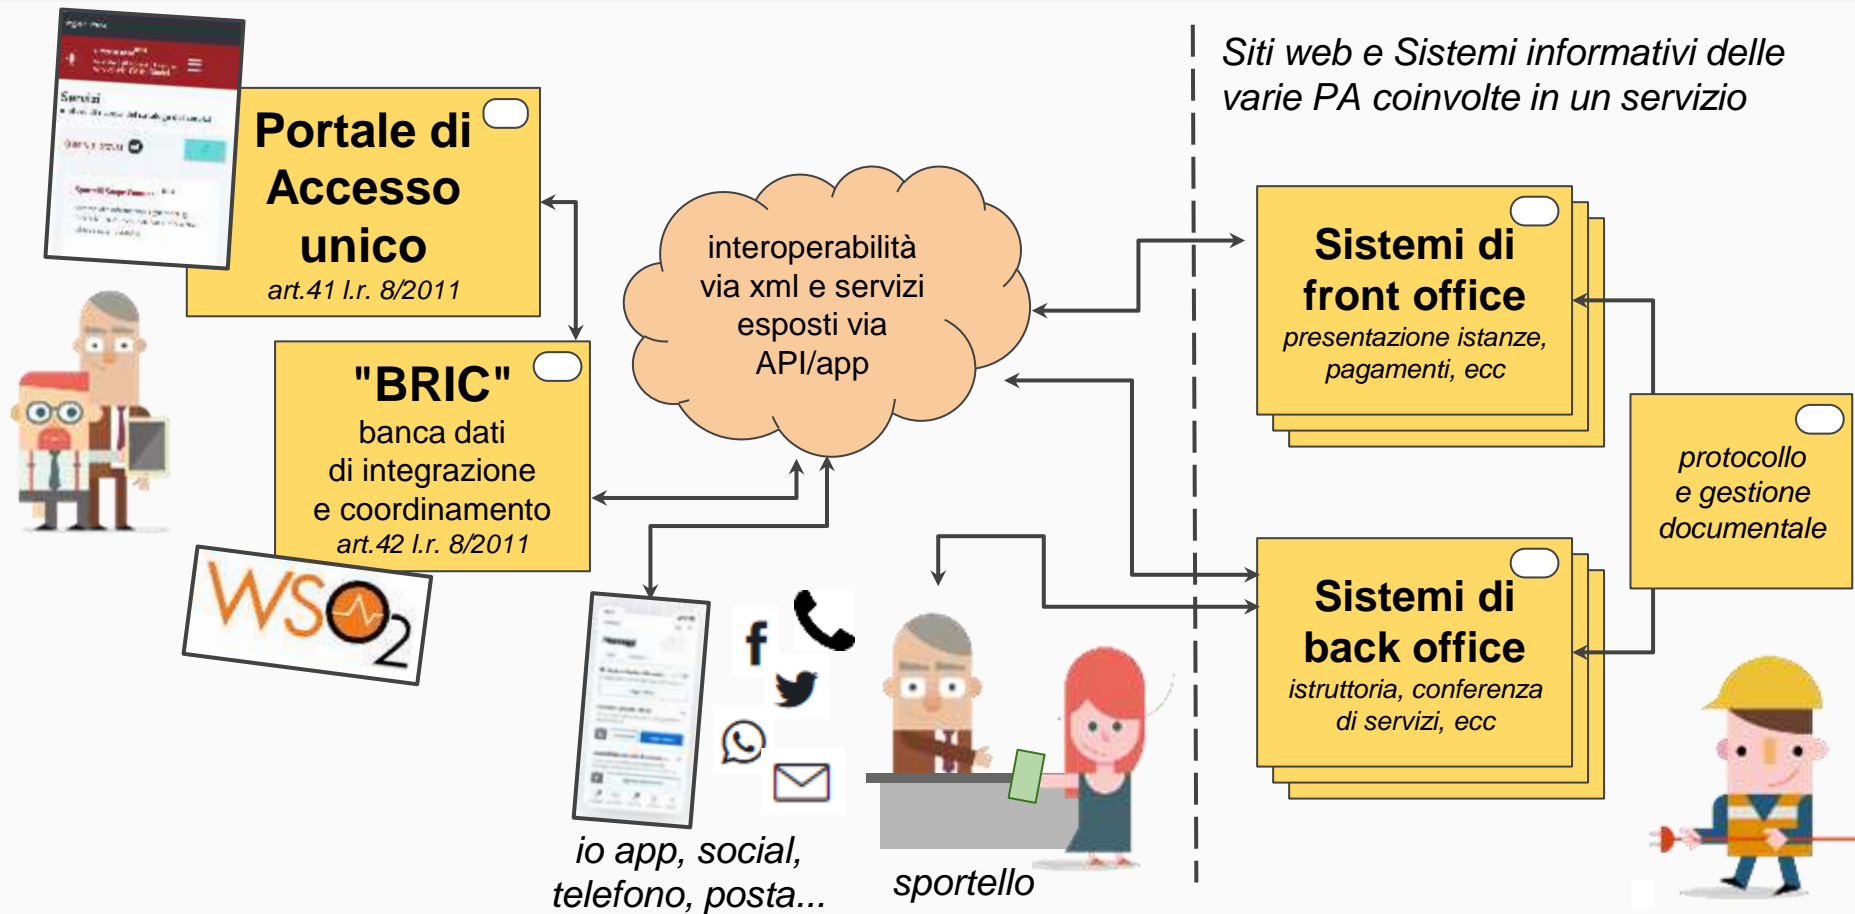 Servizi
Portale di
Accesso
unico
art.41 l.r. 8/2011
"BRIC"
banca dati
di integrazione
e coordinamento
art.42 l.r. 8/2011
WSO2
interoperabilità
via xml e servizi
esposti via
API/app
io app, social,
telefono, posta...
sportello
Siti web e Sistemi informativi delle
varie PA coinvolte in un servizio
Sistemi di
front office
presentazione istanze,
pagamenti, ecc
protocollo
e gestione
documentale
Sistemi di
back office
istruttoria, conferenza
di servizi, ecc